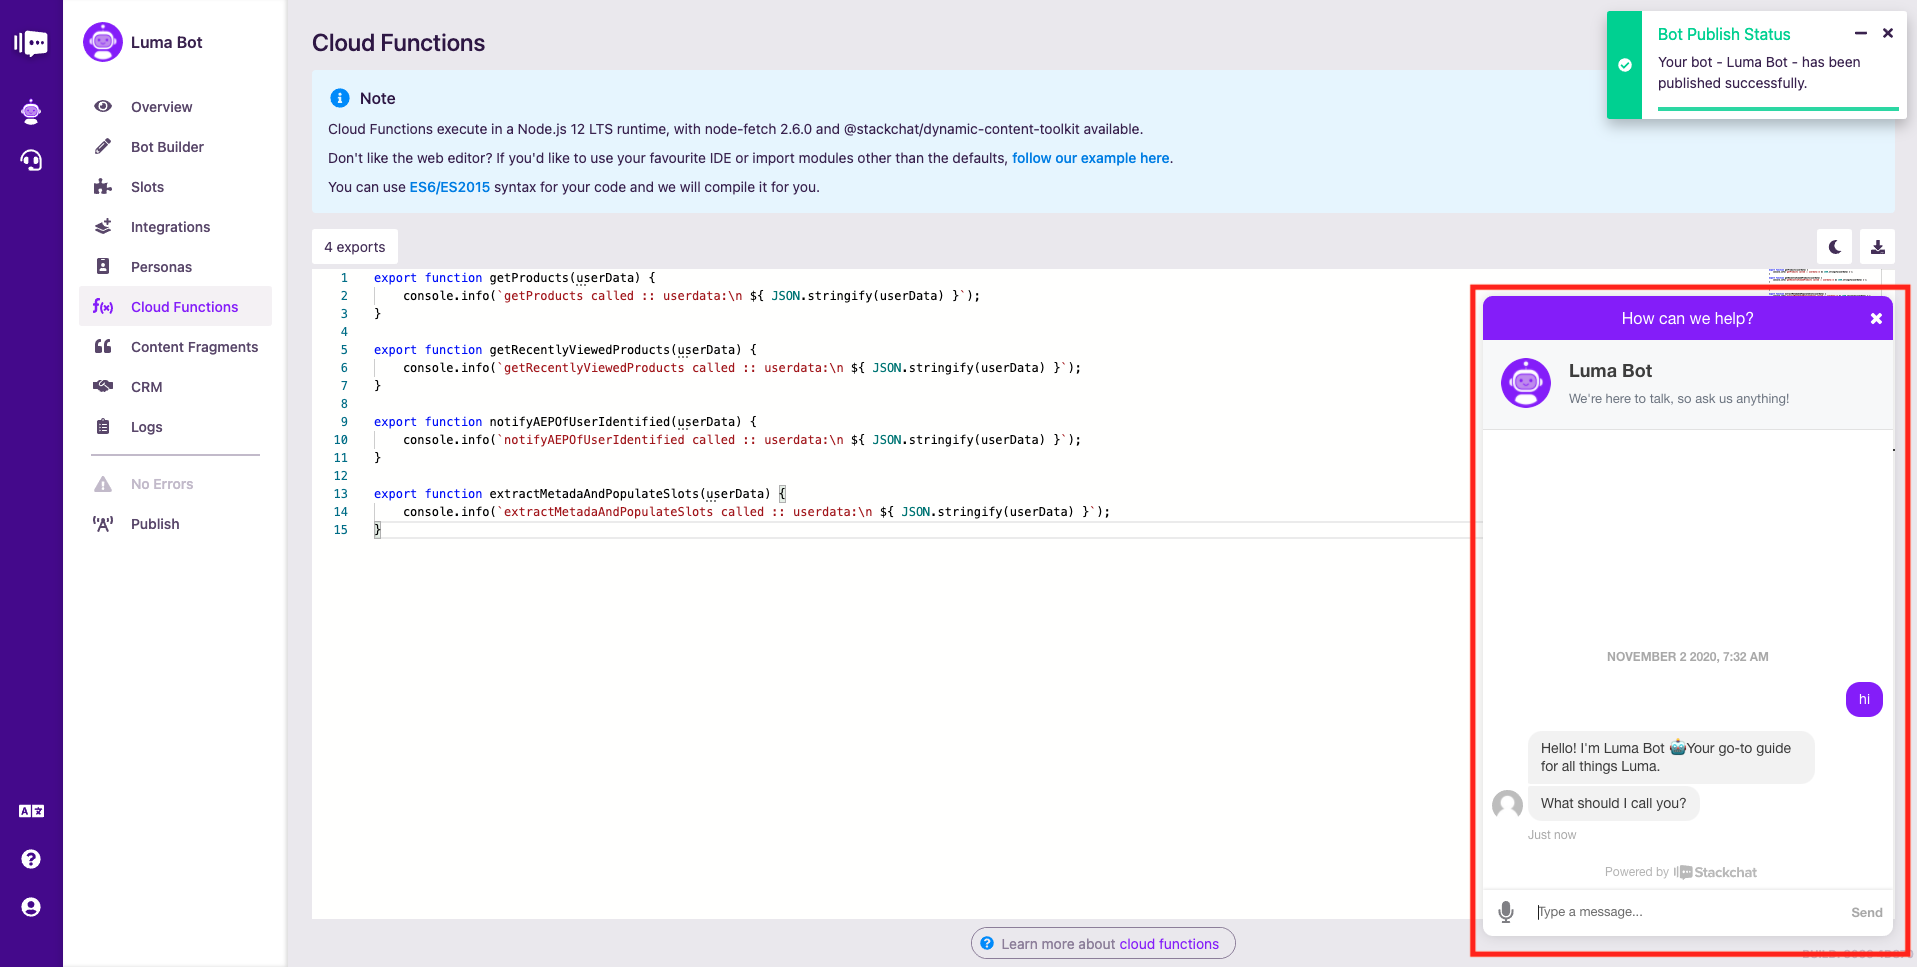 Luma Bot
Overview
Bot Builder
Slots
Integrations
Personas
f(x) Cloud Functions
Content Fragments
CRM
Logs
No Errors
Publish
Cloud Functions
Note
Cloud Functions execute in a Node.js 12 LTS runtime, with node-fetch 2.6.0 and @stackchat/dynamic-content-toolkit available.
Don't like the web editor? If you'd like to use your favourite IDE or import modules other than the defaults, follow our example here.
You can use ES6/ES2015 syntax for your code and we will compile it for you.
Bot Publish Status
Your bot - Luma Bot - has been
published successfully.
4 exports
1 export function getProducts(userData) {
2 console.info(`getProducts called :: userdata:\n ${ JSON.stringify(userData) }`);
3 }
4
5 export function getRecentlyViewedProducts(userData) {
6 console.info(`getRecentlyViewedProducts called :: userdata:\n ${ JSON.stringify(userData) }`);
7 }
8
9 export function notifyAEPOfUserIdentified(userData) {
10 console.info(`notifyAEPOfUserIdentified called :: userdata:\n ${ JSON.stringify(userData) }`);
11 }
12
13 export function extractMetadaAndPopulateSlots(userData) {
14 console.info(`extractMetadaAndPopulateSlots called :: userdata:\n ${ JSON.stringify(userData) }`);
15 }
How can we help?
Luma Bot
We're here to talk, so ask us anything!
NOVEMBER 2 2020, 7:32 AM
hi
Hello! I'm Luma Bot 🤖Your go-to guide
for all things Luma.
What should I call you?
Just now
Powered by Stackchat
Type a message...
Send
Learn more about cloud functions